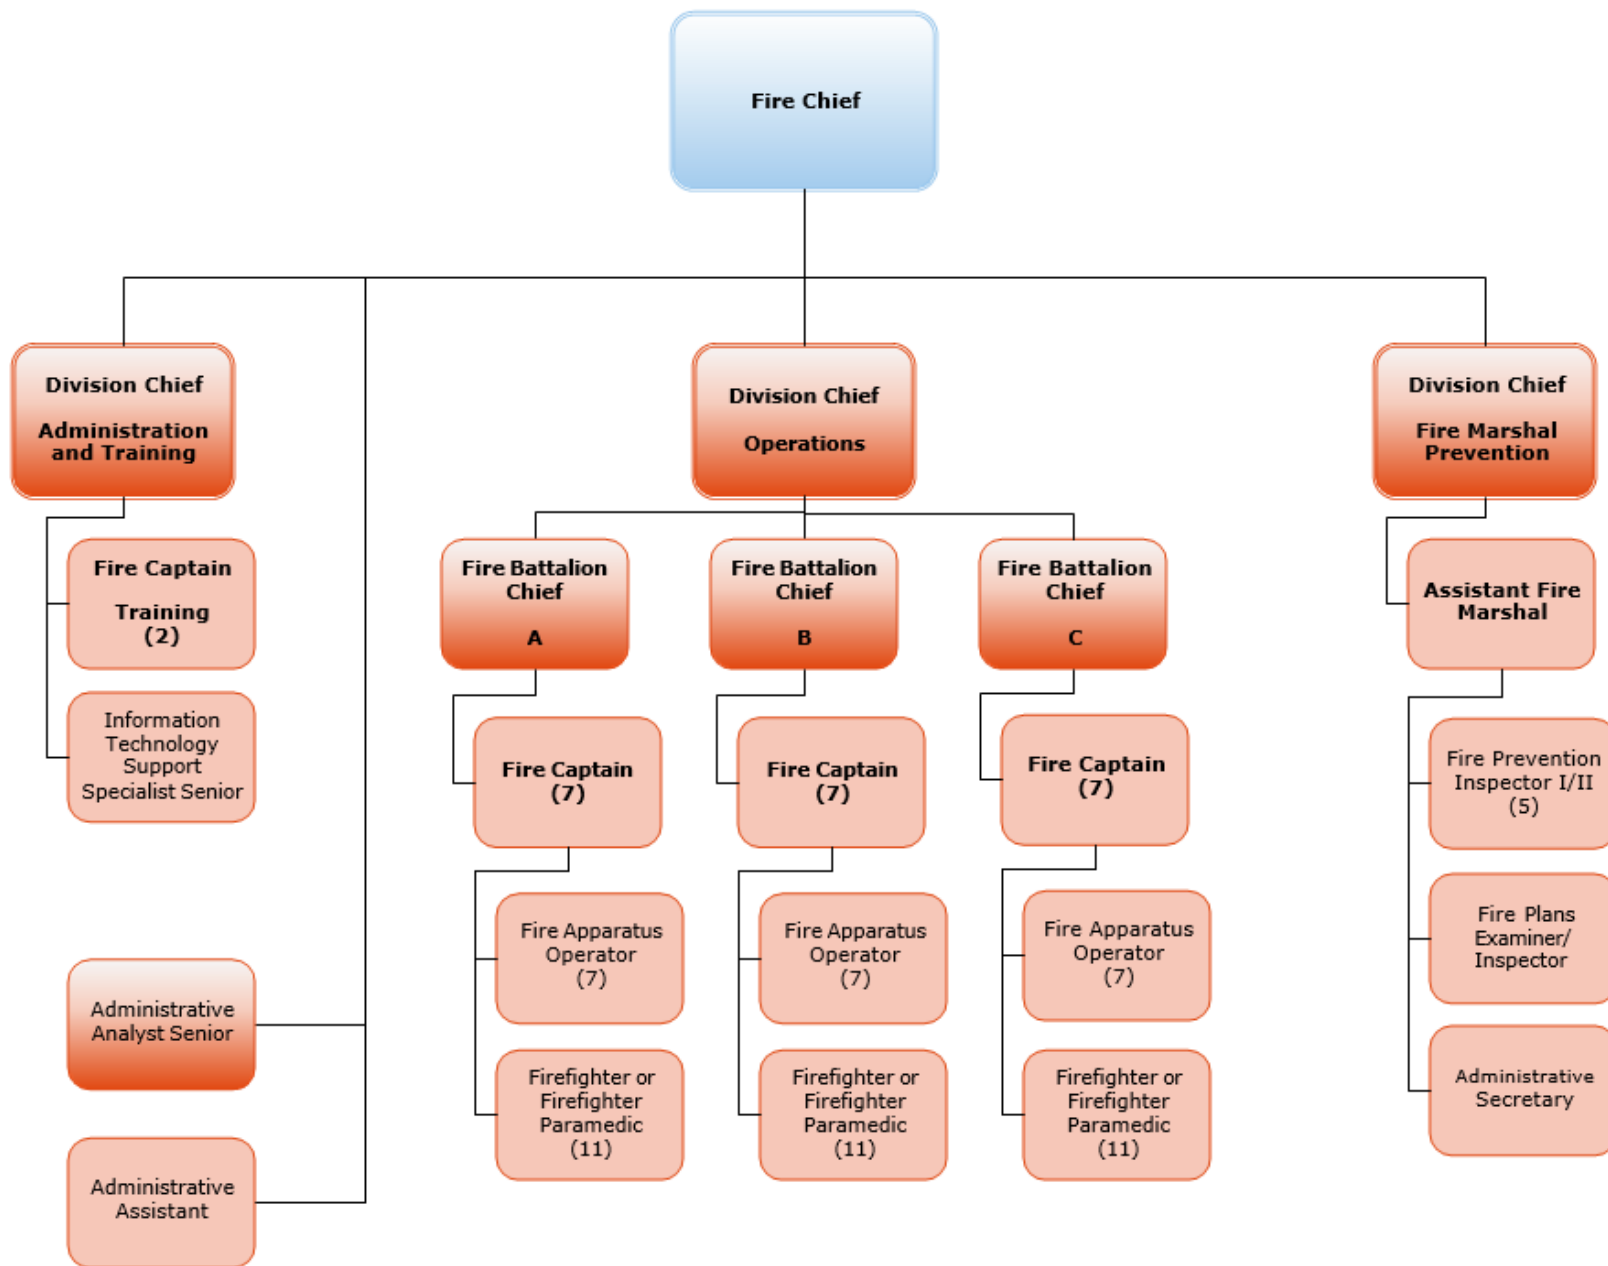 Fire Chief
Division Chief
Administration
and Training
Division Chief
Operations
Division Chief
Fire Marshal
Prevention
Fire Captain
Training
(2)
Information
Technology
Support
Specialist Senior
Administrative
Analyst Senior
Administrative
Assistant
Fire Battalion
Chief
A
Fire Captain
(7)
Fire Apparatus
Operator
(7)
Firefighter or
Firefighter
Paramedic
(11)
Fire Battalion
Chief
B
Fire Captain
(7)
Fire Apparatus
Operator
(7)
Firefighter or
Firefighter
Paramedic
(11)
Fire Battalion
Chief
C
Fire Captain
(7)
Fire Apparatus
Operator
(7)
Firefighter or
Firefighter
Paramedic
(11)
Assistant Fire
Marshal
Fire Prevention
Inspector I/II
(5)
Fire Plans
Examiner/
Inspector
Administrative
Secretary